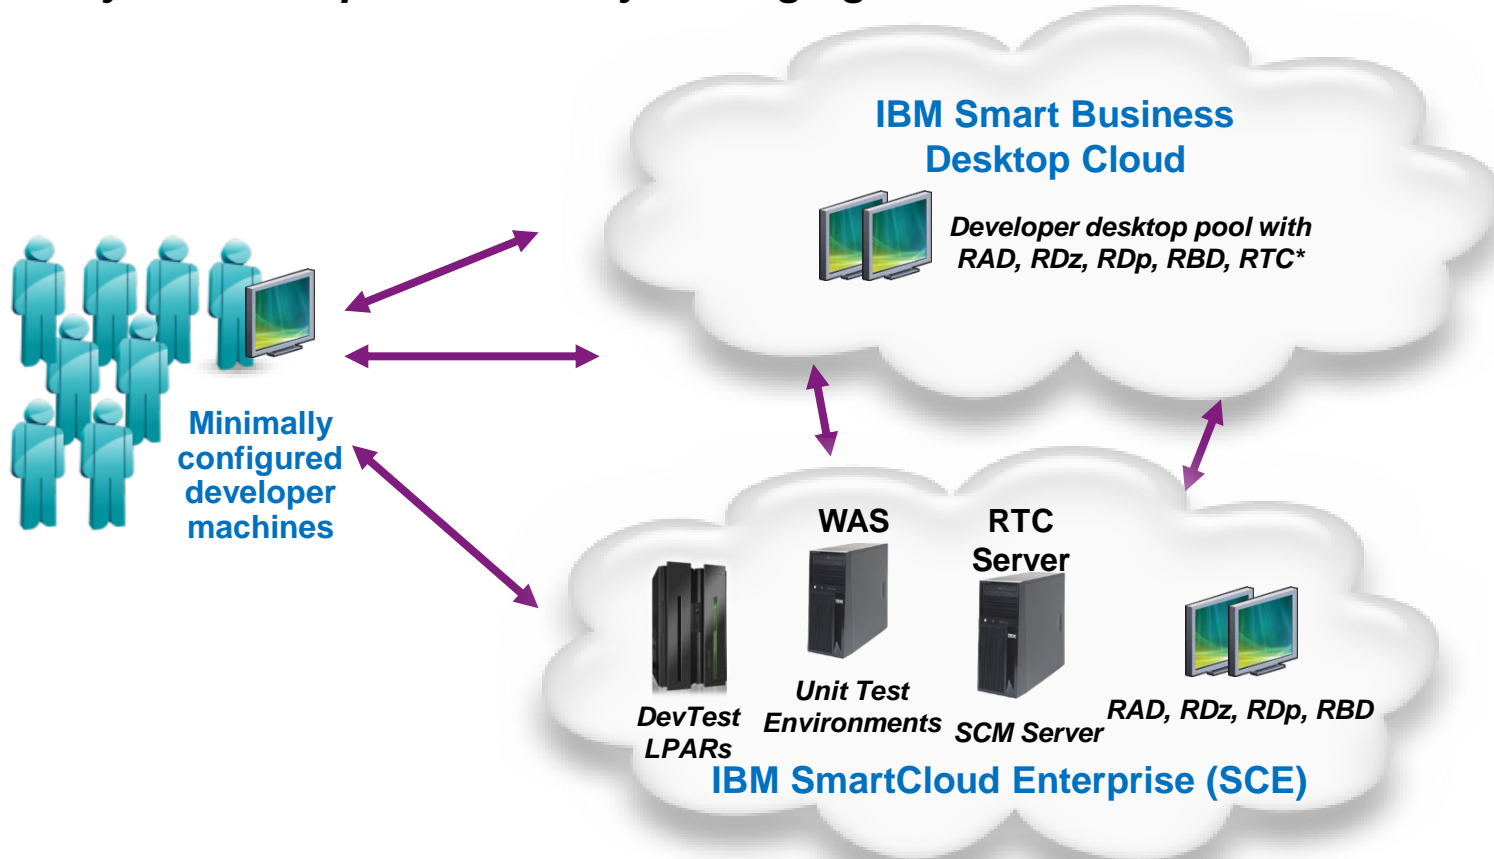 IBM Smart Business
Desktop Cloud
Developer desktop pool with
RAD, RDz, RDp, RBD, RTC*
Minimally
configured
developer
machines
WAS
RTC
Server
Unit Test
Environments
DevTest
LPARs
SCM Server
RAD, RDz, RDp, RBD
IBM SmartCloud Enterprise (SCE)